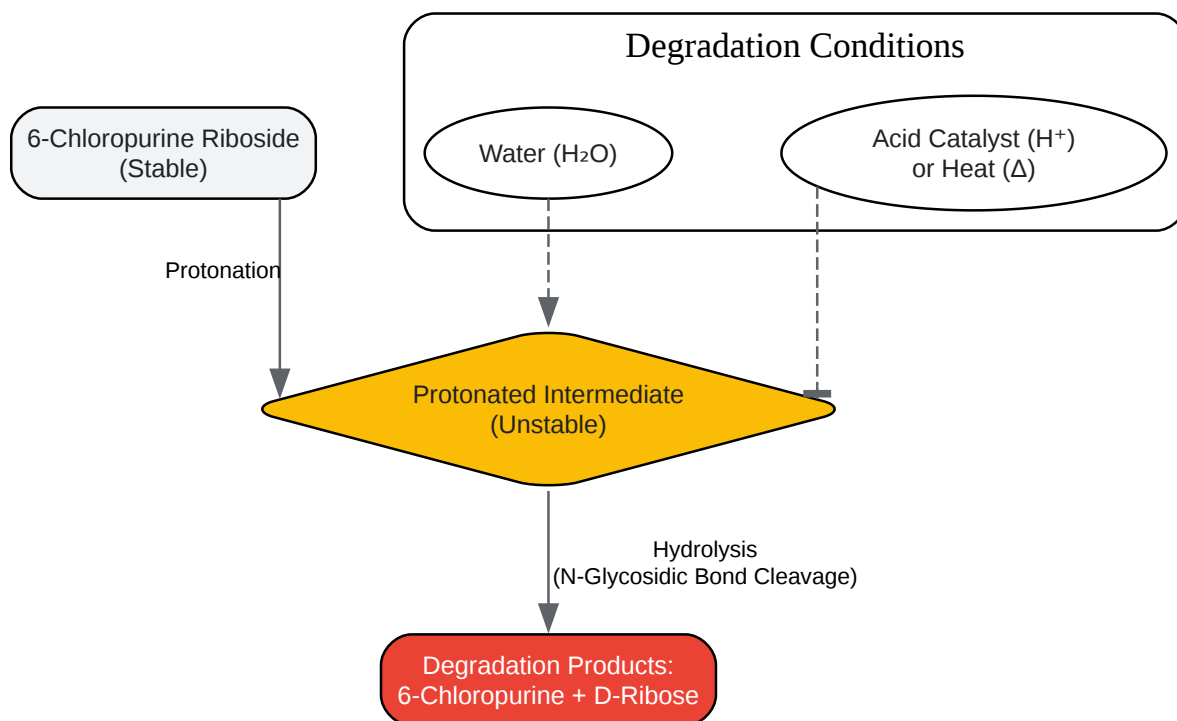 Degradation Conditions
6-Chloropurine Riboside
(Stable)
Water (H₂O)
Acid Catalyst (H⁺)
or Heat (Δ)
Protonation
Protonated Intermediate
(Unstable)
Hydrolysis
(N-Glycosidic Bond Cleavage)
Degradation Products:
6-Chloropurine + D-Ribose